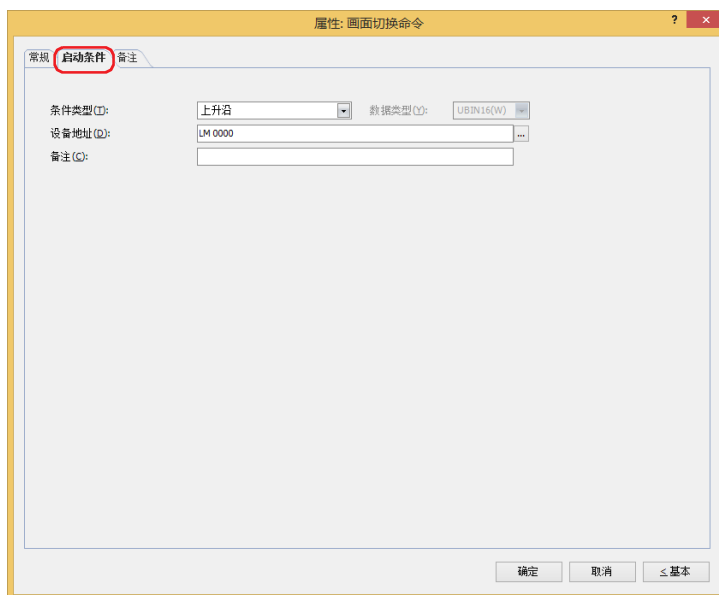 属性: 画面切换命令
? ×
常规 启动条件 备注
条件类型(T): 上升沿 数据类型(Y): UBIN16(W)
设备地址(D): LM 0000 ...
备注(C):
确定 取消 ≤基本